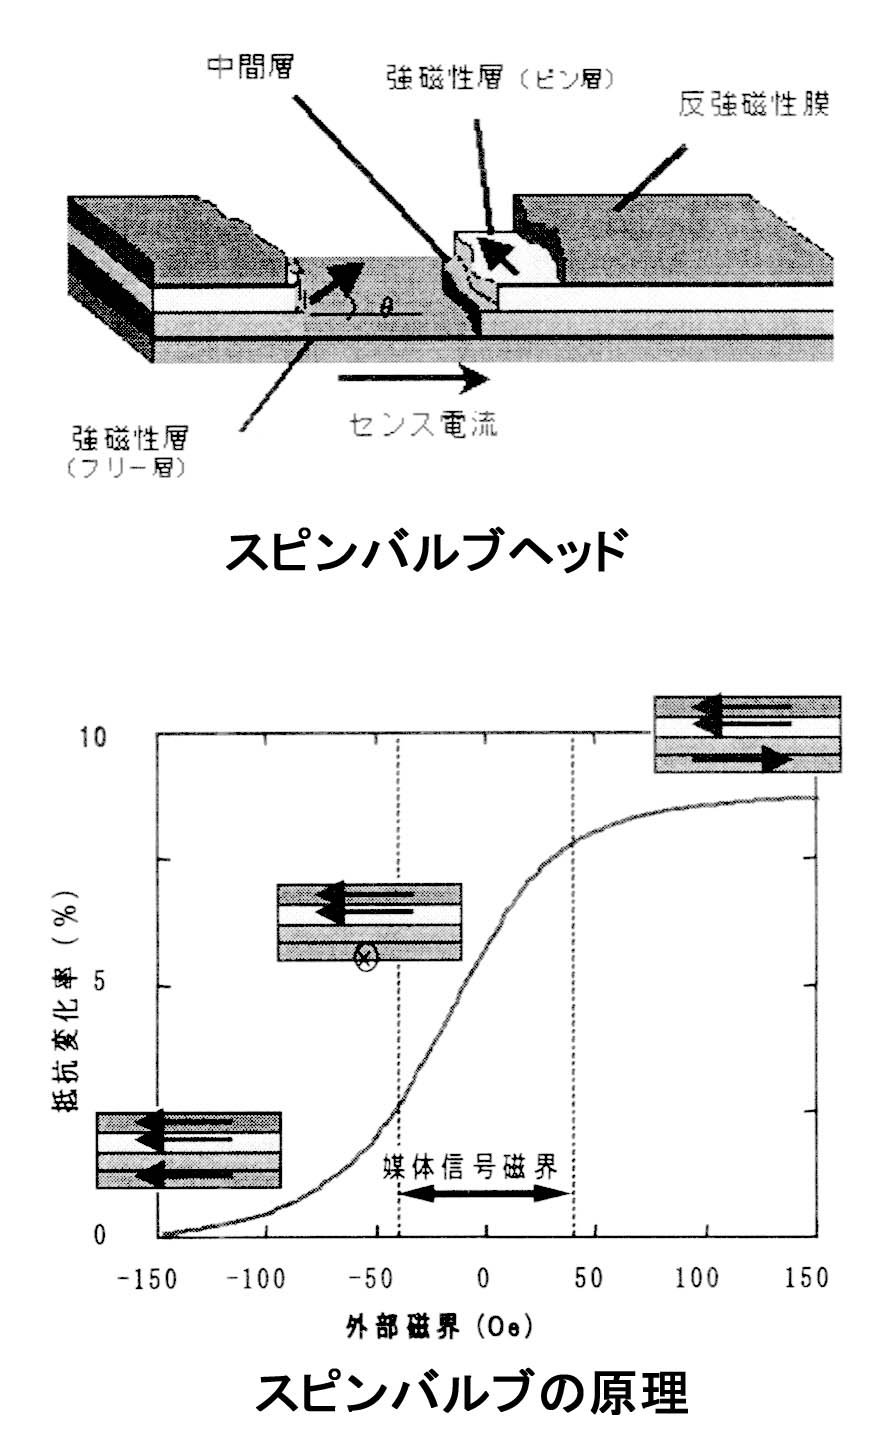 中間層
強磁性層(ピン層)
反強磁性膜
θ
センス電流
強磁性層
(フリー層)
スピンバルブヘッド
10
5
0
抵抗変化率(%)
媒体信号磁界
-150 -100 -50 0 50 100 150
外部磁界(Oe)
スピンバルブの原理